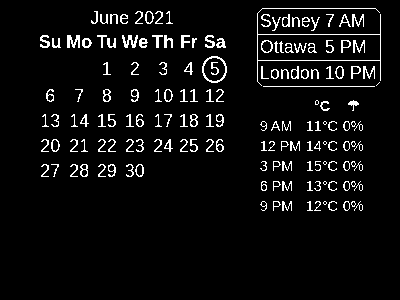 June 2021
Su Mo Tu We Th Fr Sa
1 2 3 4 5
6 7 8 9 10 11 12
13 14 15 16 17 18 19
20 21 22 23 24 25 26
27 28 29 30
Sydney 7 AM
Ottawa 5 PM
London 10 PM
°C ☂
9 AM 11°C 0%
12 PM 14°C 0%
3 PM 15°C 0%
6 PM 13°C 0%
9 PM 12°C 0%